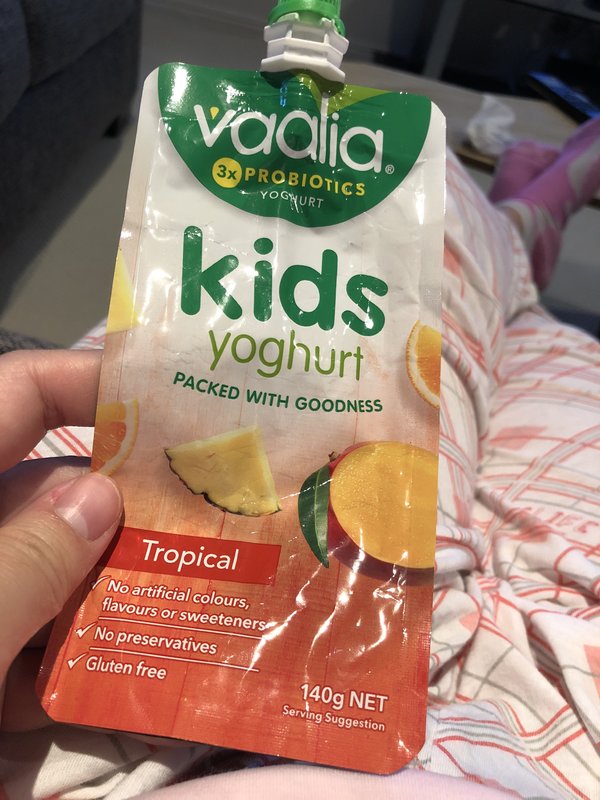 vaalia®
3x PROBIOTICS
YOGHURT
kids
yoghurt
PACKED WITH GOODNESS
Tropical
✓ No artificial colours,
flavours or sweeteners
✓ No preservatives
✓ Gluten free
140g NET
Serving Suggestion